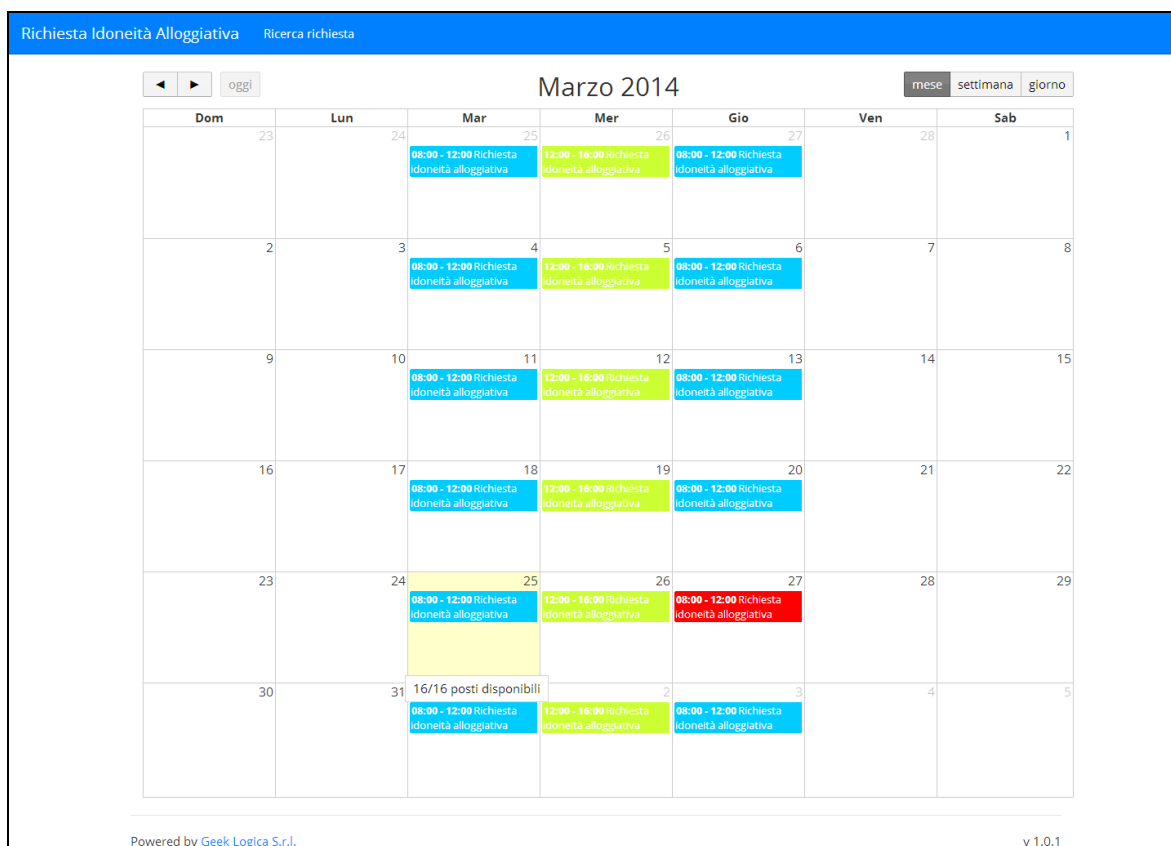 Richiesta Idoneità Alloggiativa Ricerca richiesta
◄ ► oggi Marzo 2014 mese settimana giorno
Dom Lun Mar Mer Gio Ven Sab
23 24 25 26 27 28 1
08:00 - 12:00 Richiesta 12:00 - 16:00 Richiesta 08:00 - 12:00 Richiesta
idoneità alloggiativa idoneità alloggiativa idoneità alloggiativa
2 3 4 5 6 7 8
08:00 - 12:00 Richiesta 12:00 - 16:00 Richiesta 08:00 - 12:00 Richiesta
idoneità alloggiativa idoneità alloggiativa idoneità alloggiativa
9 10 11 12 13 14 15
08:00 - 12:00 Richiesta 12:00 - 16:00 Richiesta 08:00 - 12:00 Richiesta
idoneità alloggiativa idoneità alloggiativa idoneità alloggiativa
16 17 18 19 20 21 22
08:00 - 12:00 Richiesta 12:00 - 16:00 Richiesta 08:00 - 12:00 Richiesta
idoneità alloggiativa idoneità alloggiativa idoneità alloggiativa
23 24 25 26 27 28 29
08:00 - 12:00 Richiesta 12:00 - 16:00 Richiesta 08:00 - 12:00 Richiesta
idoneità alloggiativa idoneità alloggiativa idoneità alloggiativa
30 31 16/16 posti disponibili 2 3 4 5
08:00 - 12:00 Richiesta 12:00 - 16:00 Richiesta 08:00 - 12:00 Richiesta
idoneità alloggiativa idoneità alloggiativa idoneità alloggiativa
Powered by Geek Logica S.r.l. v 1.0.1